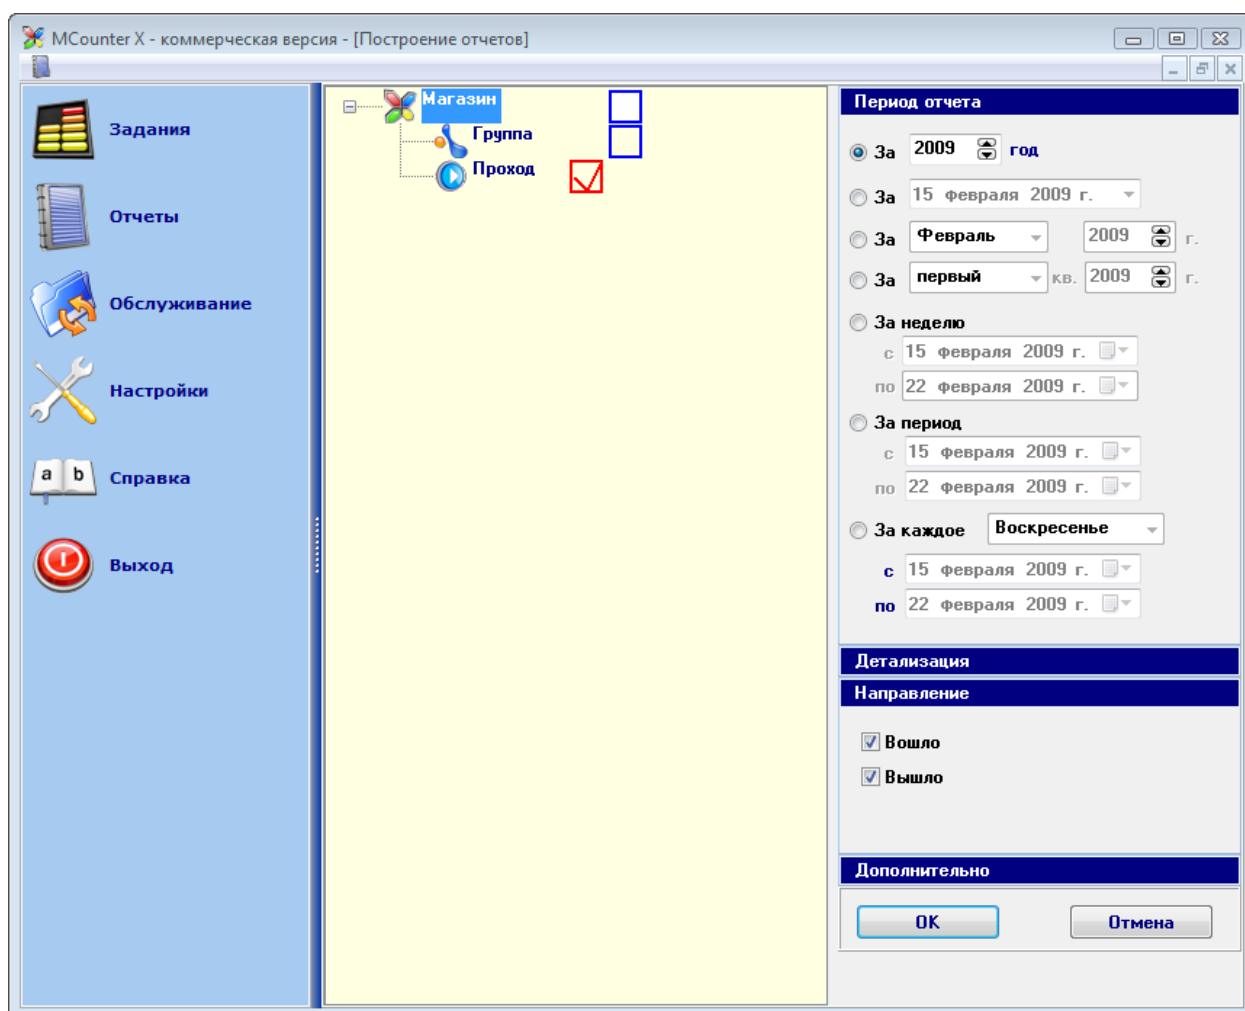 MCounter X - коммерческая версия - [Построение отчетов]
Задания
Отчеты
Обслуживание
Настройки
a b Справка
Выход
Магазин
Группа
Проход
Период отчета
За 2009 год
За 15 февраля 2009 г.
За Февраль 2009 г.
За первый кв. 2009 г.
За неделю
с 15 февраля 2009 г.
по 22 февраля 2009 г.
За период
с 15 февраля 2009 г.
по 22 февраля 2009 г.
За каждое Воскресенье
с 15 февраля 2009 г.
по 22 февраля 2009 г.
Детализация
Направление
Вошло
Вышло
Дополнительно
OK Отмена